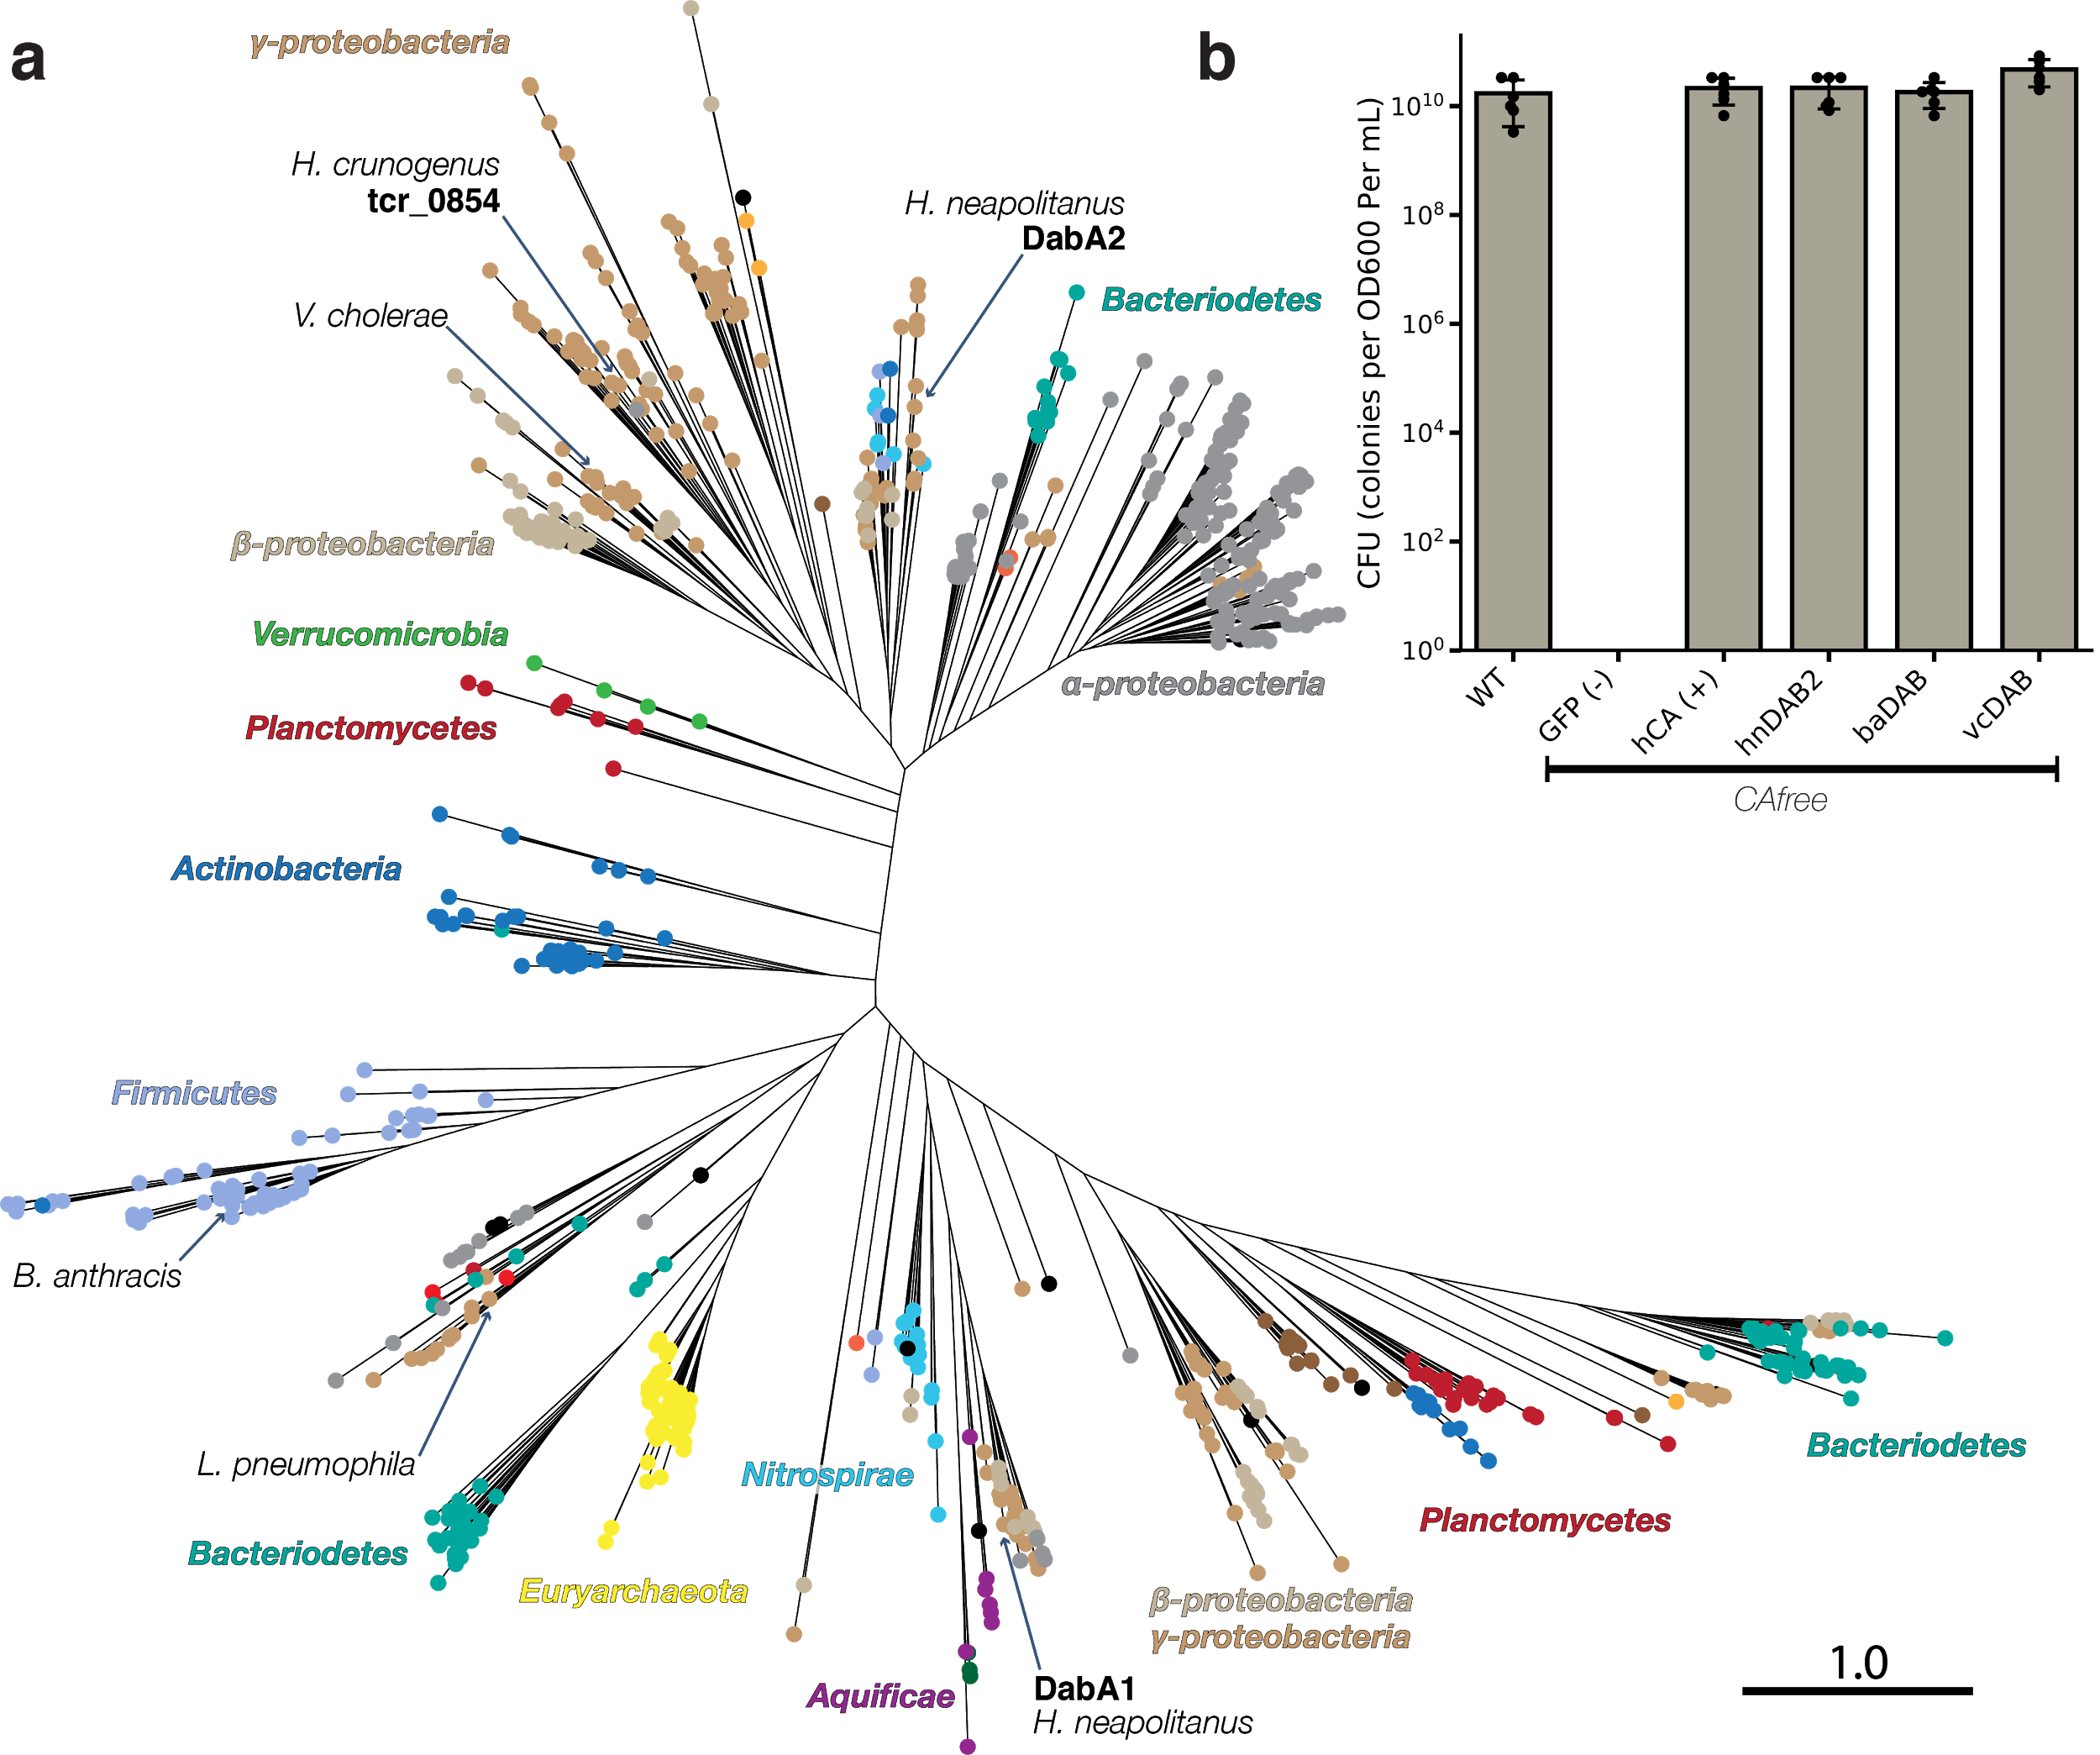 a
γ-proteobacteria
H. crunogenus
tcr_0854
V. cholerae
H. neapolitanus
DabA2
Bacteriodetes
β-proteobacteria
α-proteobacteria
Verrucomicrobia
Planctomycetes
Actinobacteria
Firmicutes
B. anthracis
L. pneumophila
Bacteriodetes
Euryarchaeota
Nitrospirae
Aquificae
DabA1
H. neapolitanus
β-proteobacteria
γ-proteobacteria
Planctomycetes
Bacteriodetes
1.0
b
CFU (colonies per OD600 Per mL)
10¹⁰
10⁸
10⁶
10⁴
10²
10⁰
WT
GFP (-)
hCA (+)
hnDAB2
baDAB
vcDAB
CAfree